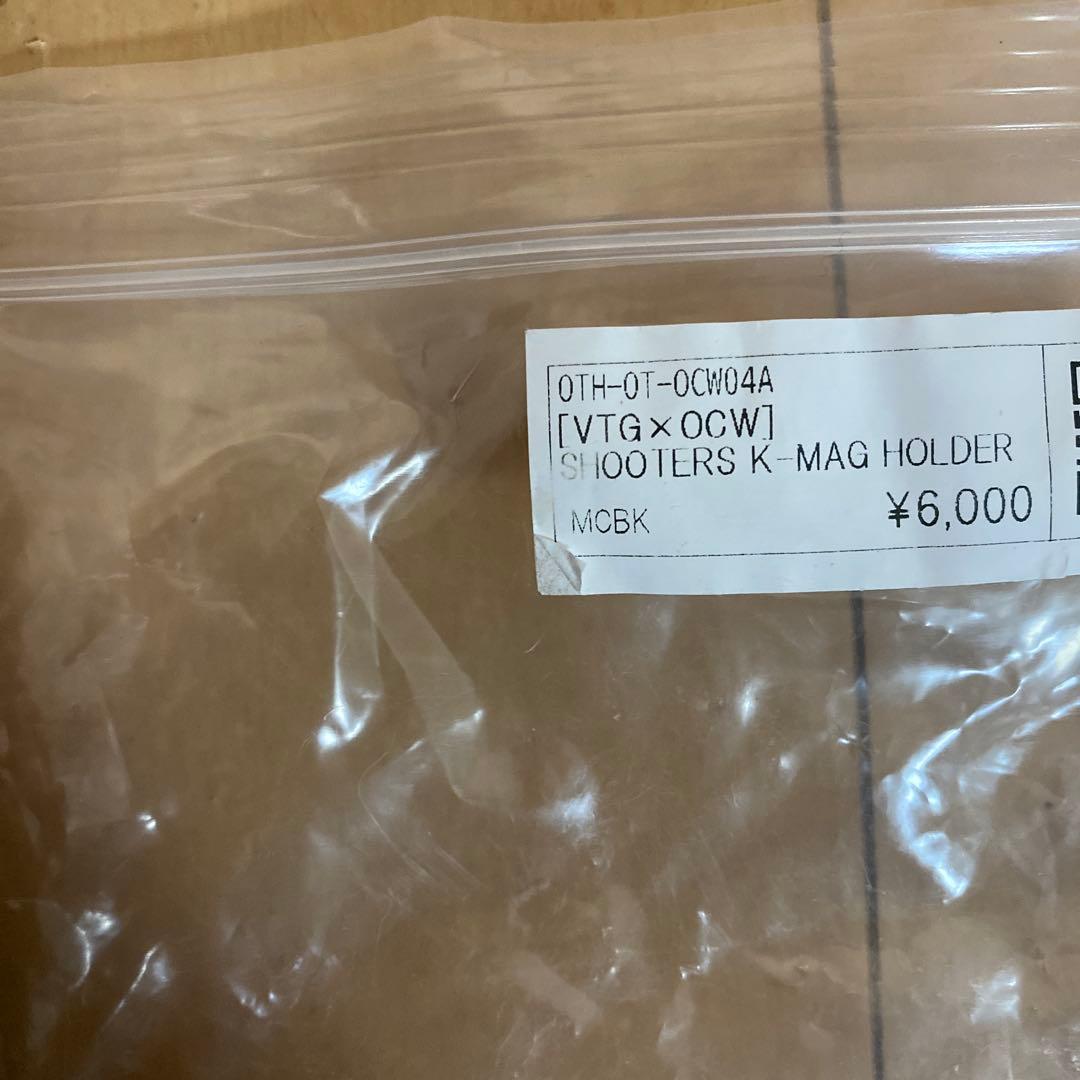 OTH-OT-OCW04A
[VTG×OCW]
SHOOTERS K-MAG HOLDER
MCBK ¥6,000